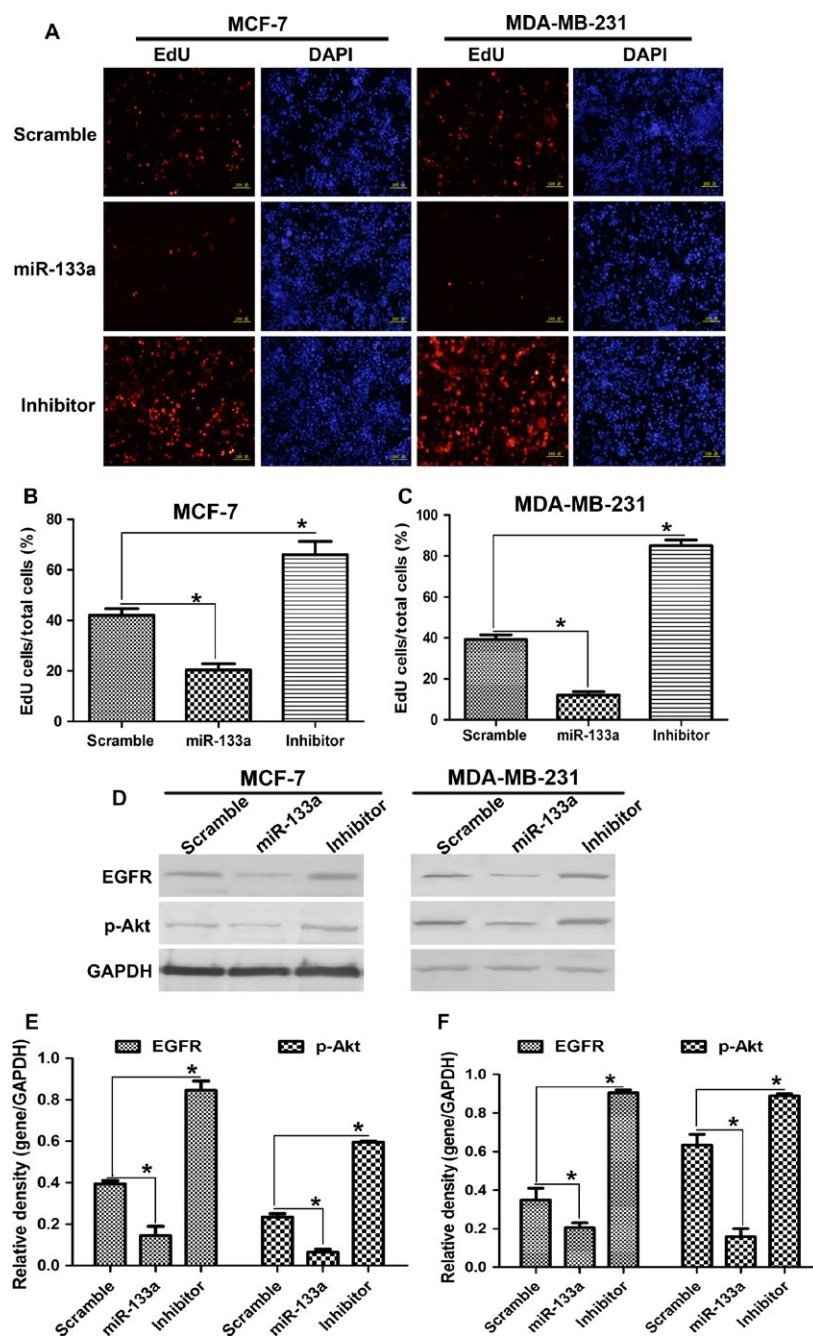 A
MCF-7 MDA-MB-231
EdU DAPI EdU DAPI
Scramble
miR-133a
Inhibitor
B
MCF-7
EdU cells/total cells (%)
80
60
40
20
0
* *
Scramble miR-133a Inhibitor
C
MDA-MB-231
EdU cells/total cells (%)
100
80
60
40
20
0
* *
Scramble miR-133a Inhibitor
D
MCF-7 MDA-MB-231
Scramble miR-133a Inhibitor Scramble miR-133a Inhibitor
EGFR
p-Akt
GAPDH
E
EGFR p-Akt
Relative density (gene/GAPDH)
1.0
0.8
0.6
0.4
0.2
0.0
* * * *
Scramble miR-133a Inhibitor Scramble miR-133a Inhibitor
F
EGFR p-Akt
Relative density (gene/GAPDH)
1.0
0.8
0.6
0.4
0.2
0.0
* * * *
Scramble miR-133a Inhibitor Scramble miR-133a Inhibitor